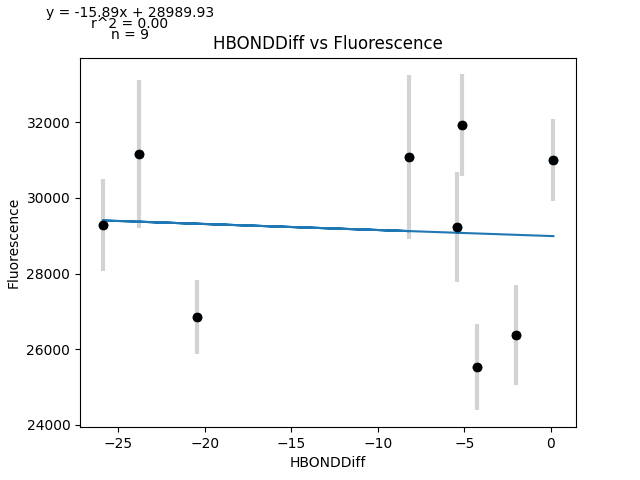 y = -15.89x + 28989.93
r^2 = 0.00
n = 9
HBONDDiff vs Fluorescence
Fluorescence
32000
30000
28000
26000
24000
−25
−20
−15
−10
−5
0
HBONDDiff